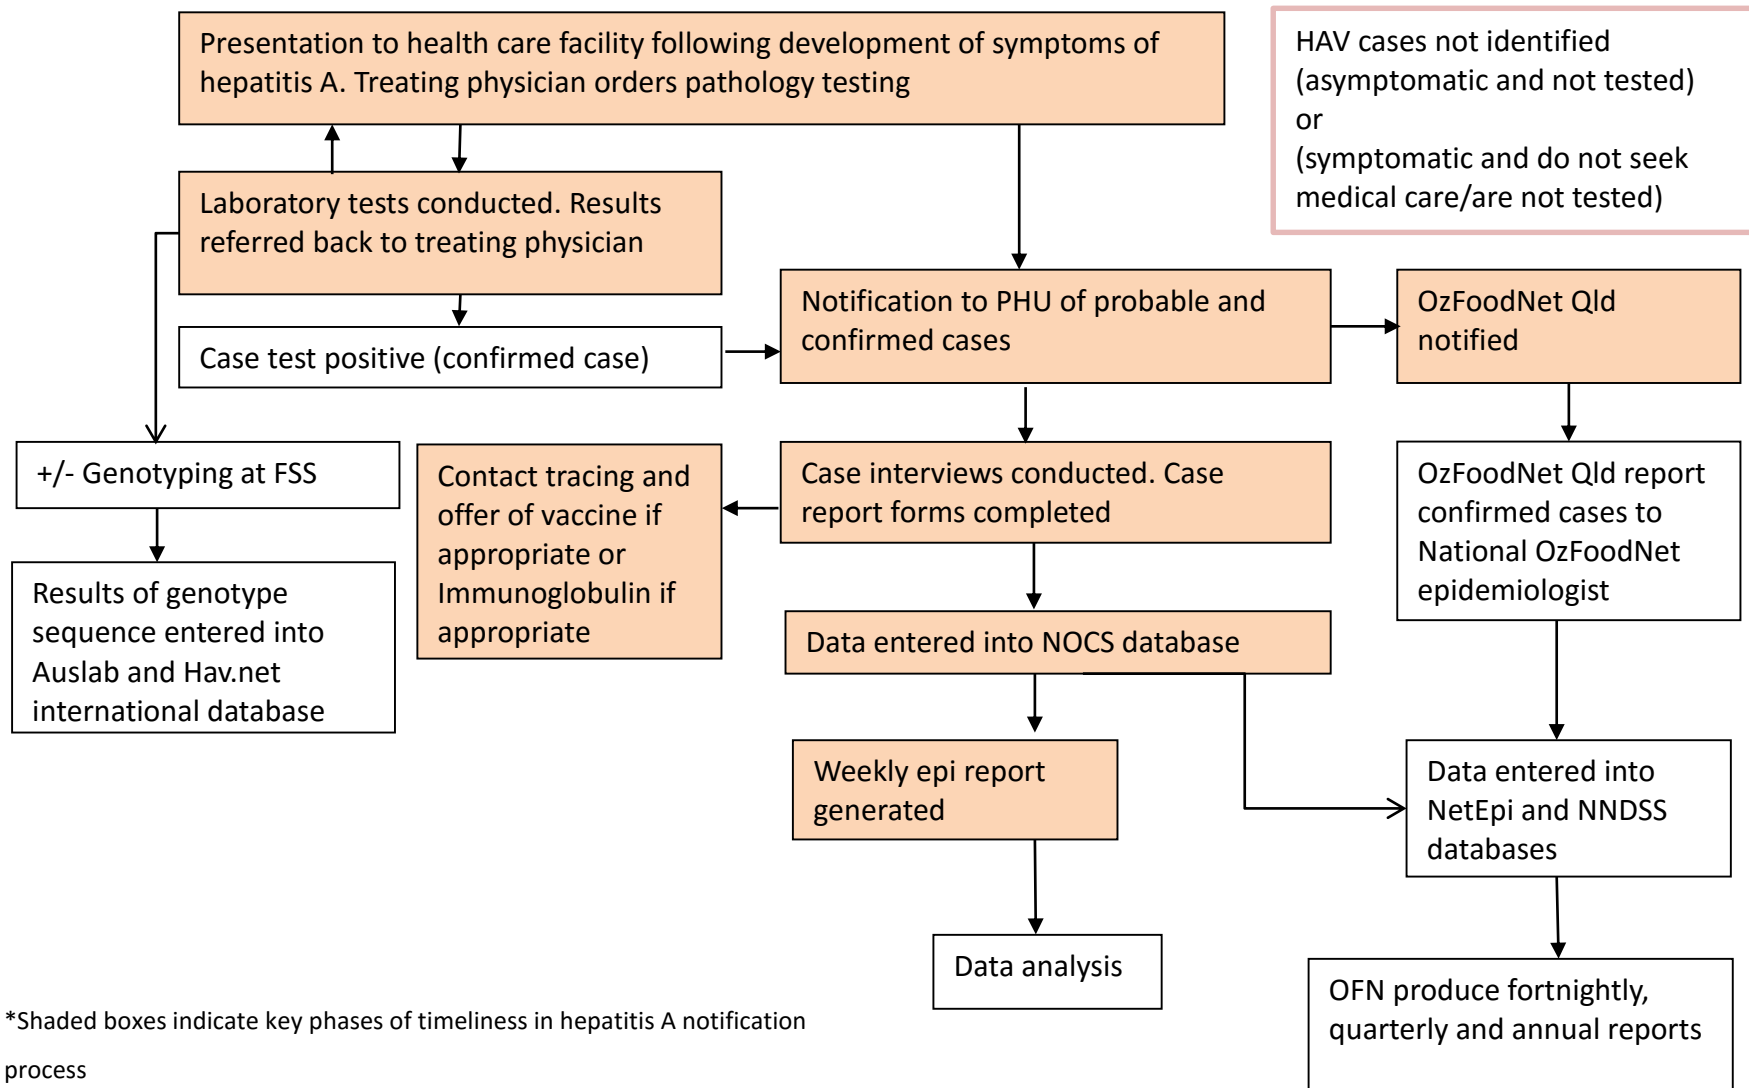 Presentation to health care facility following development of symptoms of
hepatitis A. Treating physician orders pathology testing
HAV cases not identified
(asymptomatic and not tested)
or
(symptomatic and do not seek
medical care/are not tested)
Laboratory tests conducted. Results
referred back to treating physician
Notification to PHU of probable and
confirmed cases
OzFoodNet Qld
notified
Case test positive (confirmed case)
+/- Genotyping at FSS
Contact tracing and
offer of vaccine if
appropriate or
Immunoglobulin if
appropriate
Case interviews conducted. Case
report forms completed
OzFoodNet Qld report
confirmed cases to
National OzFoodNet
epidemiologist
Results of genotype
sequence entered into
Auslab and Hav.net
international database
Data entered into NOCS database
Weekly epi report
generated
Data entered into
NetEpi and NNDSS
databases
Data analysis
OFN produce fortnightly,
quarterly and annual reports
*Shaded boxes indicate key phases of timeliness in hepatitis A notification
process